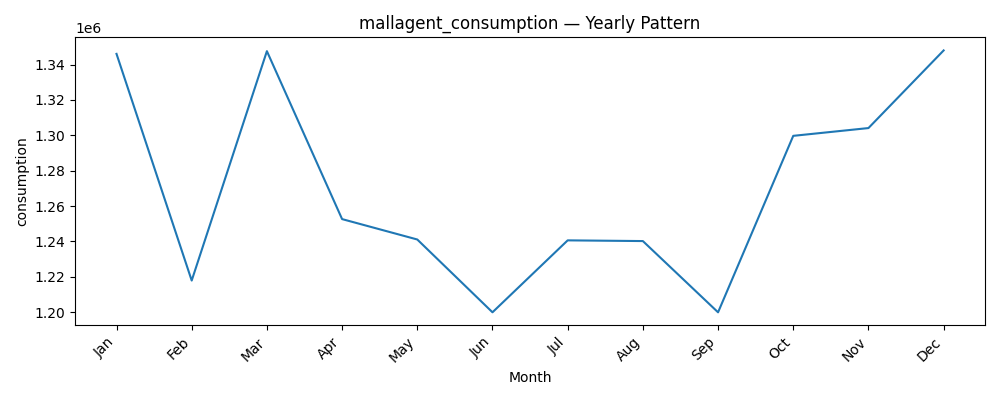 mallagent_consumption — Yearly Pattern
1e6
1.34
1.32
1.30
1.28
1.26
1.24
1.22
1.20
consumption
Jan Feb Mar Apr May Jun Jul Aug Sep Oct Nov Dec
Month